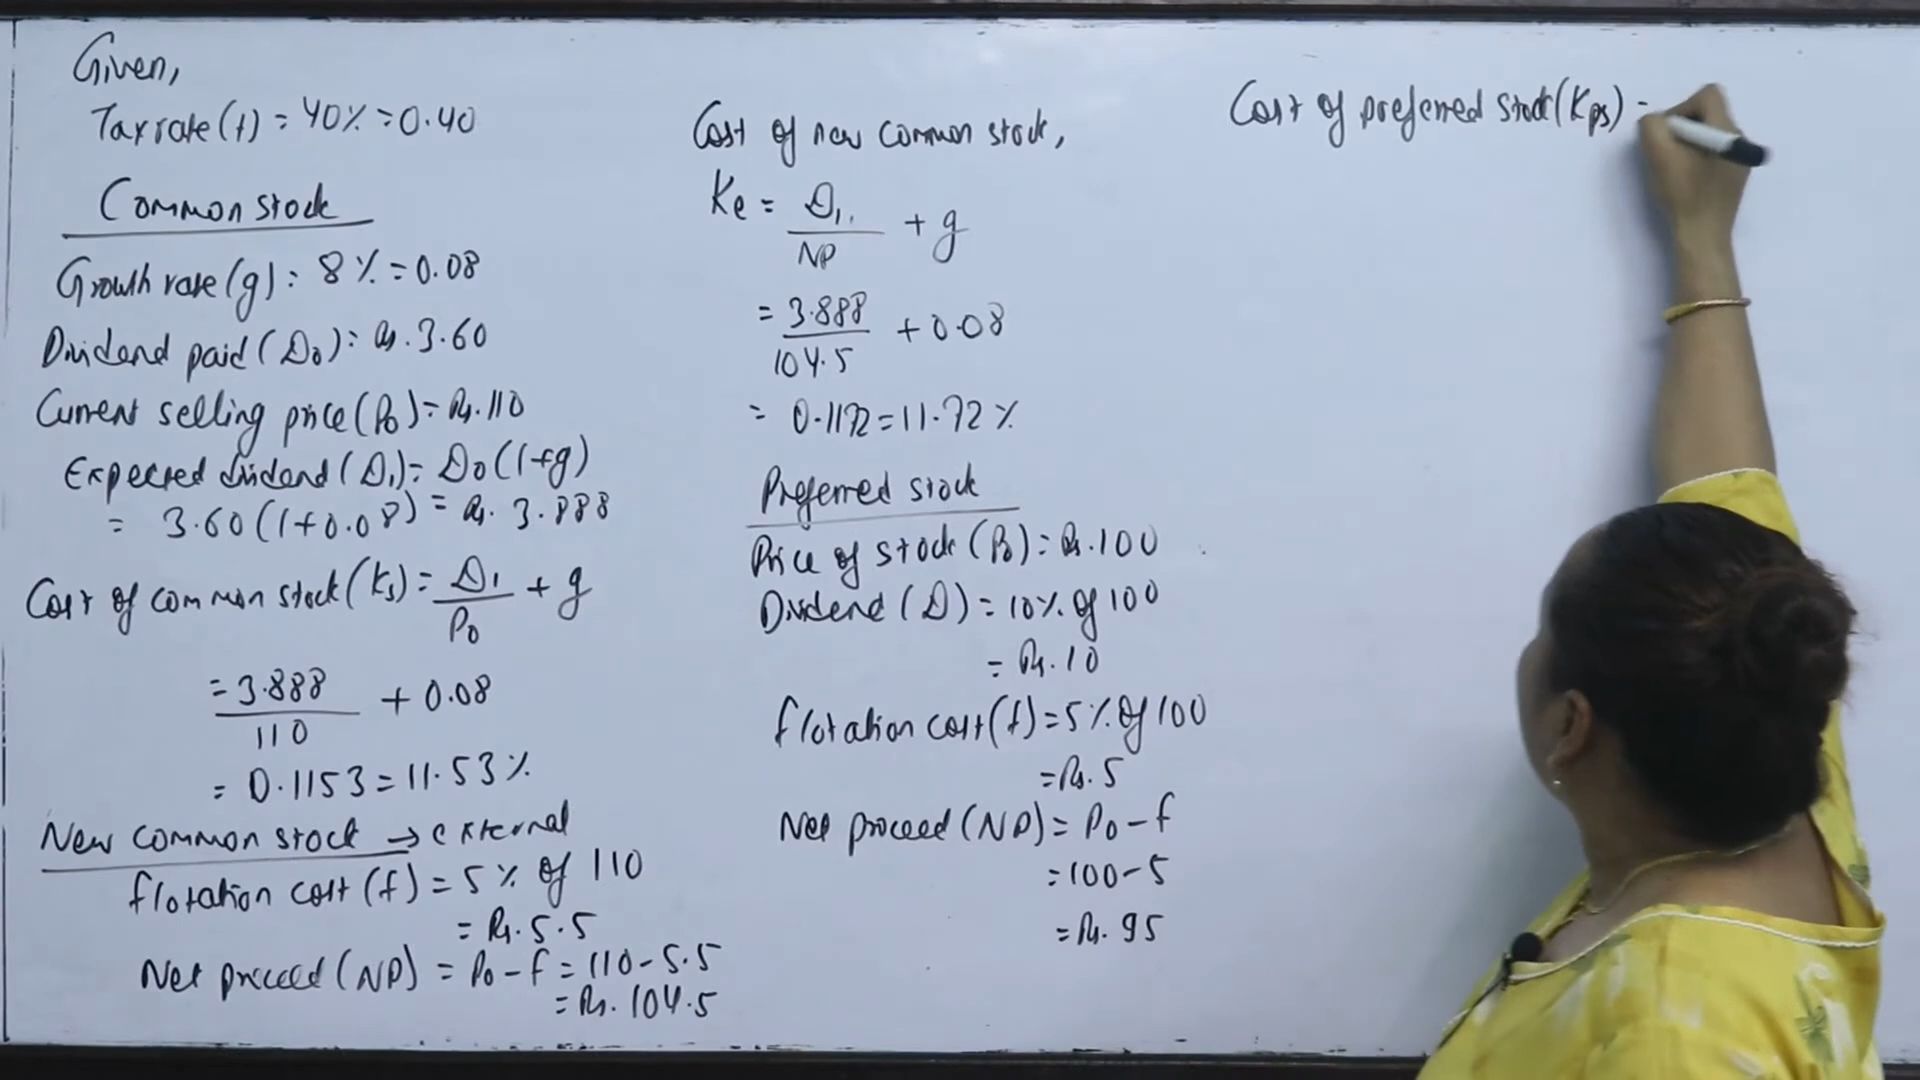 Given,
Tax rate (t) = 40% = 0.40
Common stock
Growth rate (g) = 8% = 0.08
Dividend paid (D0) = Rs. 3.60
Current selling price (P0) = Rs. 110
Expected dividend (D1) = D0 (1+g)
= 3.60 (1+0.08) = Rs. 3.888
Cost of common stock (Ks) = D1 / P0 + g
= 3.888 / 110 + 0.08
= 0.1153 = 11.53%
New common stock → external
flotation cost (f) = 5% of 110
= Rs. 5.5
Net proceed (NP) = P0 - f = 110 - 5.5
= Rs. 104.5
Cost of new common stock,
Ke = D1 / NP + g
= 3.888 / 104.5 + 0.08
= 0.1172 = 11.72%
Preferred stock
Price of stock (P0) = Rs. 100
Dividend (D) = 10% of 100
= Rs. 10
flotation cost (f) = 5% of 100
= Rs. 5
Net proceed (NP) = P0 - f
= 100 - 5
= Rs. 95
Cost of preferred stock (Kps) =